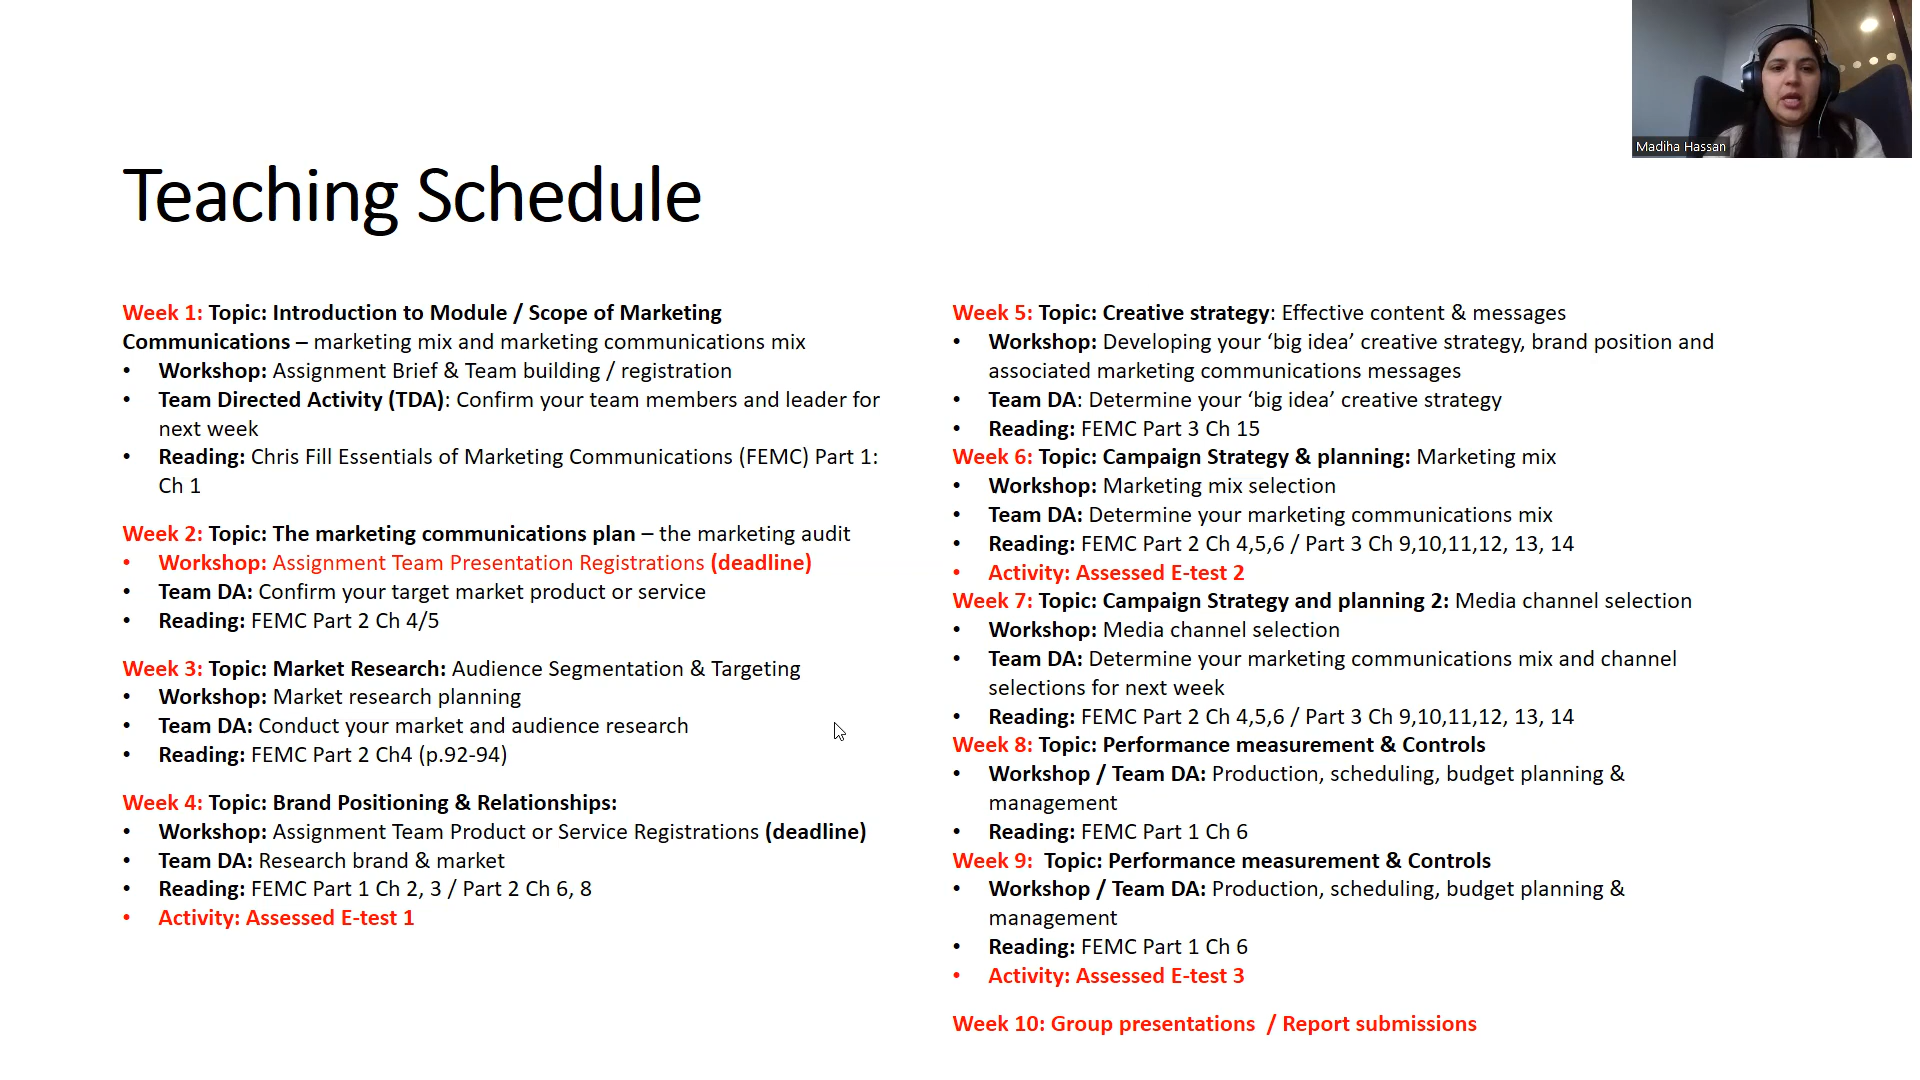 Madiha Hassan
Teaching Schedule
Week 1: Topic: Introduction to Module / Scope of Marketing
Communications – marketing mix and marketing communications mix
• Workshop: Assignment Brief & Team building / registration
• Team Directed Activity (TDA): Confirm your team members and leader for
next week
• Reading: Chris Fill Essentials of Marketing Communications (FEMC) Part 1:
Ch 1
Week 2: Topic: The marketing communications plan – the marketing audit
• Workshop: Assignment Team Presentation Registrations (deadline)
• Team DA: Confirm your target market product or service
• Reading: FEMC Part 2 Ch 4/5
Week 3: Topic: Market Research: Audience Segmentation & Targeting
• Workshop: Market research planning
• Team DA: Conduct your market and audience research
• Reading: FEMC Part 2 Ch4 (p.92-94)
Week 4: Topic: Brand Positioning & Relationships:
• Workshop: Assignment Team Product or Service Registrations (deadline)
• Team DA: Research brand & market
• Reading: FEMC Part 1 Ch 2, 3 / Part 2 Ch 6, 8
• Activity: Assessed E-test 1
Week 5: Topic: Creative strategy: Effective content & messages
• Workshop: Developing your ‘big idea’ creative strategy, brand position and
associated marketing communications messages
• Team DA: Determine your ‘big idea’ creative strategy
• Reading: FEMC Part 3 Ch 15
Week 6: Topic: Campaign Strategy & planning: Marketing mix
• Workshop: Marketing mix selection
• Team DA: Determine your marketing communications mix
• Reading: FEMC Part 2 Ch 4,5,6 / Part 3 Ch 9,10,11,12, 13, 14
• Activity: Assessed E-test 2
Week 7: Topic: Campaign Strategy and planning 2: Media channel selection
• Workshop: Media channel selection
• Team DA: Determine your marketing communications mix and channel
selections for next week
• Reading: FEMC Part 2 Ch 4,5,6 / Part 3 Ch 9,10,11,12, 13, 14
Week 8: Topic: Performance measurement & Controls
• Workshop / Team DA: Production, scheduling, budget planning &
management
• Reading: FEMC Part 1 Ch 6
Week 9: Topic: Performance measurement & Controls
• Workshop / Team DA: Production, scheduling, budget planning &
management
• Reading: FEMC Part 1 Ch 6
• Activity: Assessed E-test 3
Week 10: Group presentations / Report submissions